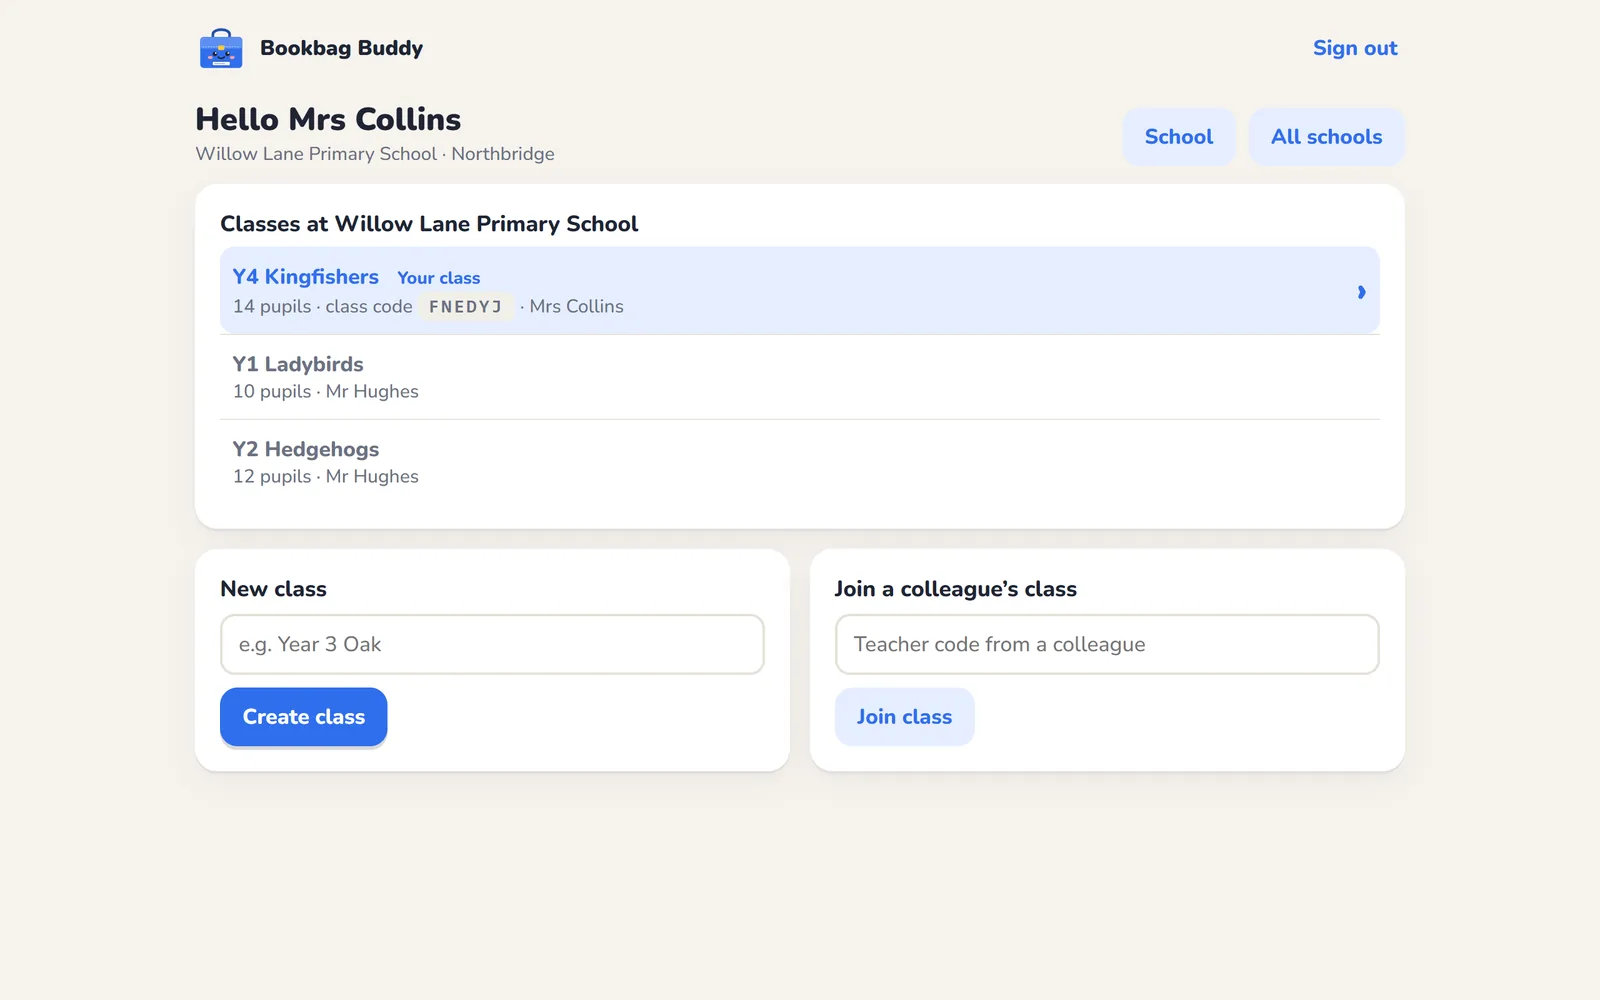 Bookbag Buddy
Sign out
Hello Mrs Collins
Willow Lane Primary School · Northbridge
School
All schools
Classes at Willow Lane Primary School
Y4 Kingfishers Your class
14 pupils · class code FNEDYJ · Mrs Collins
Y1 Ladybirds
10 pupils · Mr Hughes
Y2 Hedgehogs
12 pupils · Mr Hughes
New class
e.g. Year 3 Oak
Create class
Join a colleague’s class
Teacher code from a colleague
Join class